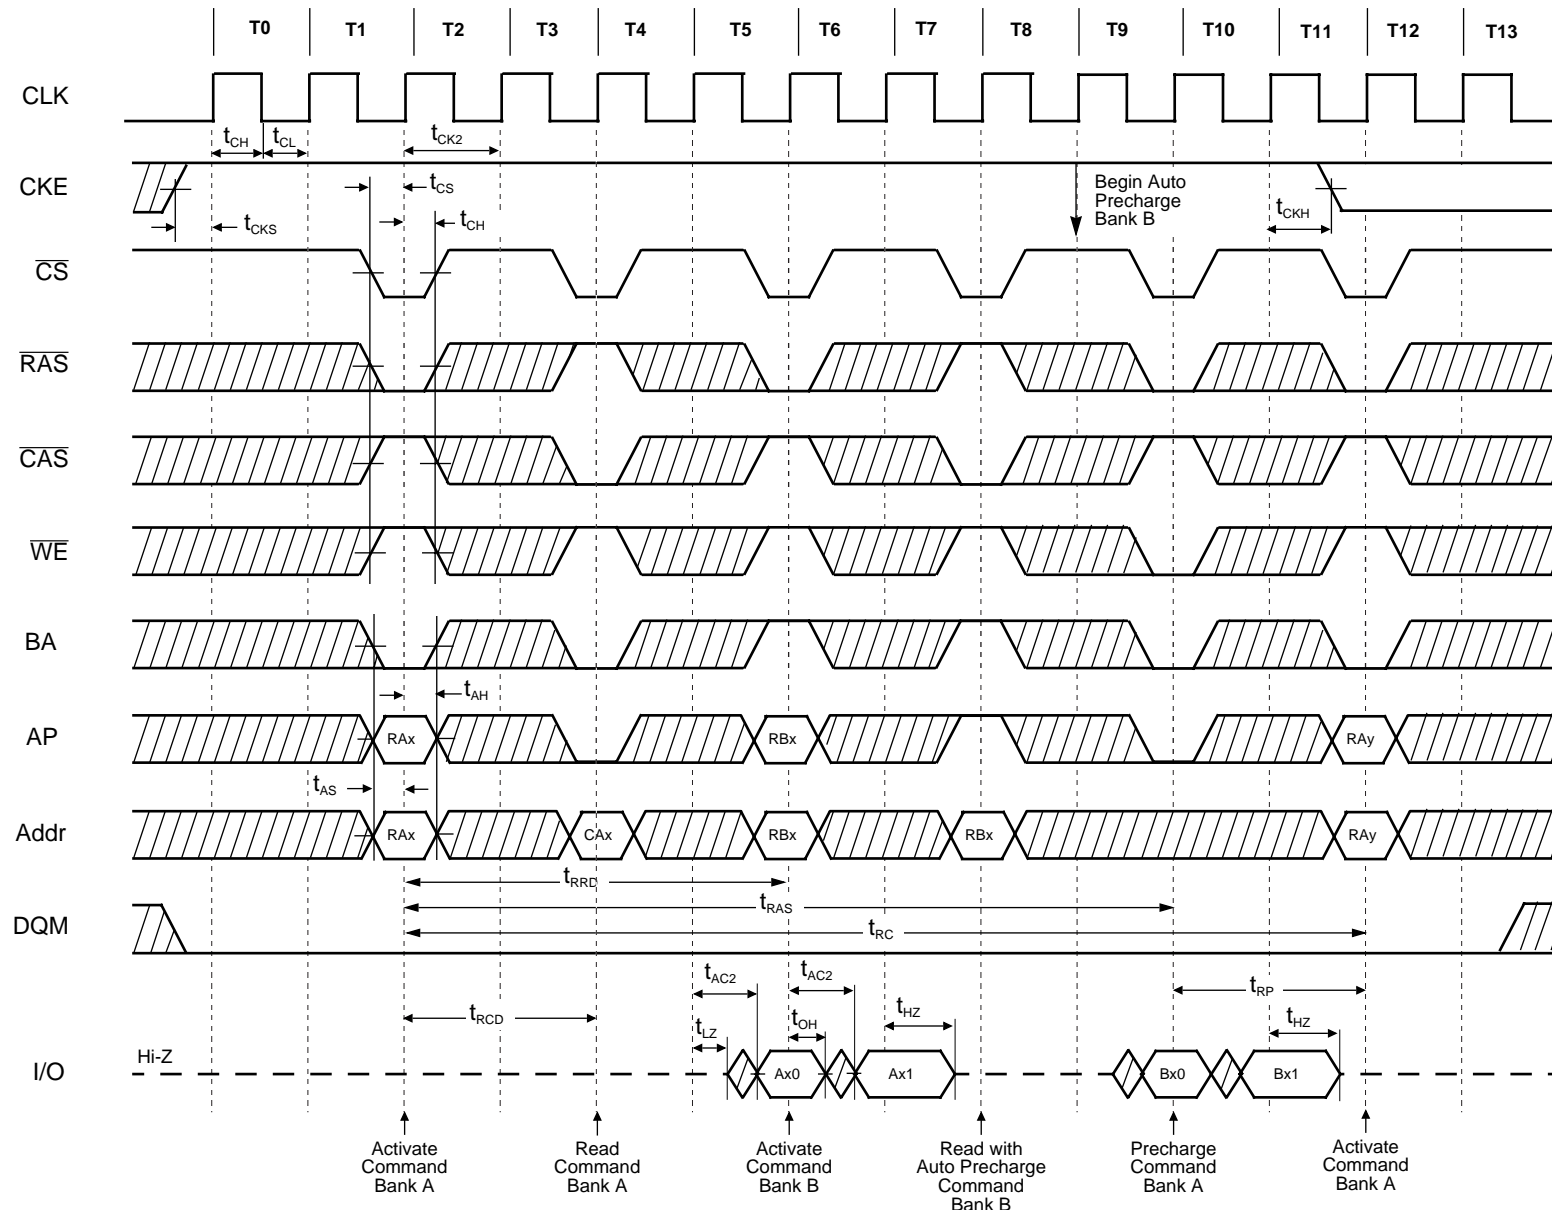 T0 T1 T2 T3 T4 T5 T6 T7 T8 T9 T10 T11 T12 T13
CLK
tCH tCL tCK2
CKE
tCS
Begin Auto
Precharge
Bank B
tCKS
tCH
tCKH
CS
RAS
CAS
WE
BA
tAH
AP
RAx RBx RAy
tAS
Addr
RAx CAx RBx RBx RAy
tRRD
tRAS
DQM
tRC
tAC2 tAC2
tRP
tRCD
tLZ tOH tHZ tHZ
Hi-Z
I/O
Ax0 Ax1 Bx0 Bx1
Activate
Command
Bank A
Read
Command
Bank A
Activate
Command
Bank B
Read with
Auto Precharge
Command
Bank B
Precharge
Command
Bank A
Activate
Command
Bank A